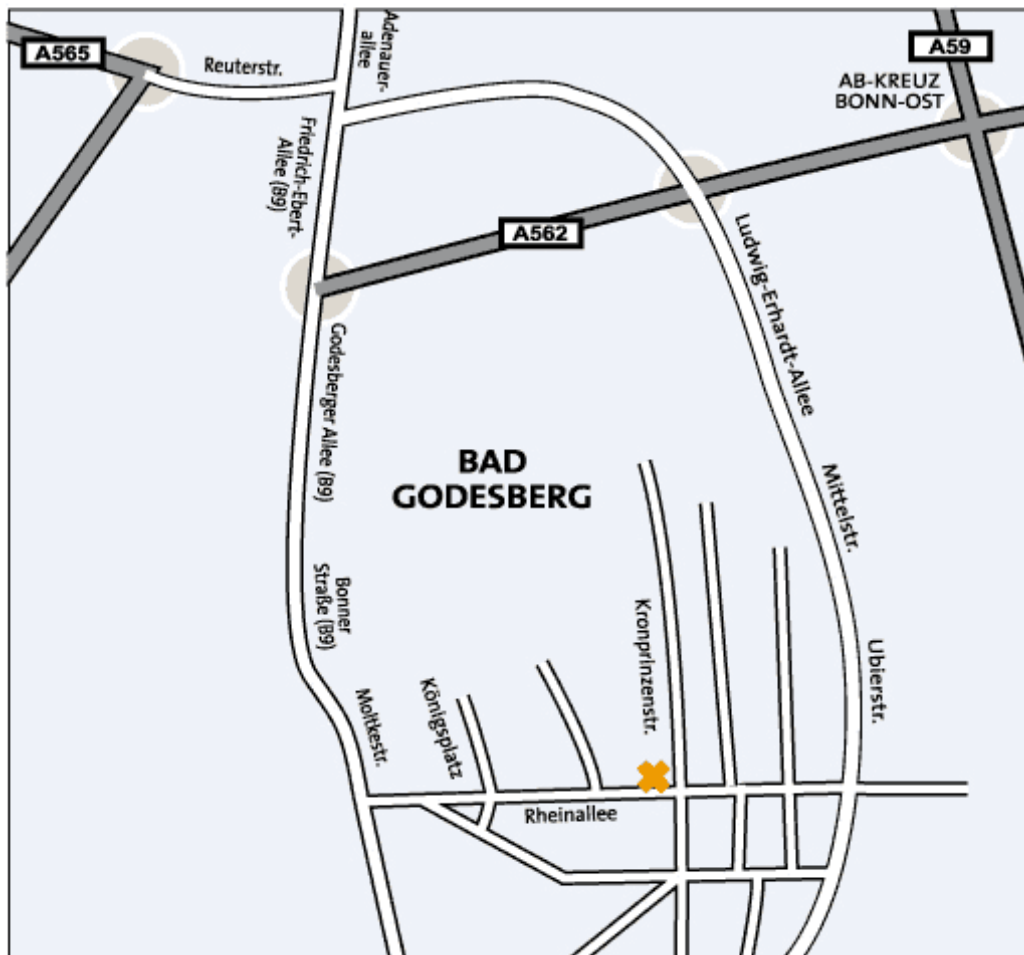 A565
Reuterstr.
Adenauer-
allee
A59
AB-KREUZ
BONN-OST
Friedrich-Ebert-
Allee (B9)
A562
Ludwig-Erhardt-Allee
Godesberger Allee (B9)
BAD
GODESBERG
Mittelstr.
Bonner
Straße (B9)
Kronprinzenstr.
Ubierstr.
Moltkestr.
Königsplatz
Rheinallee